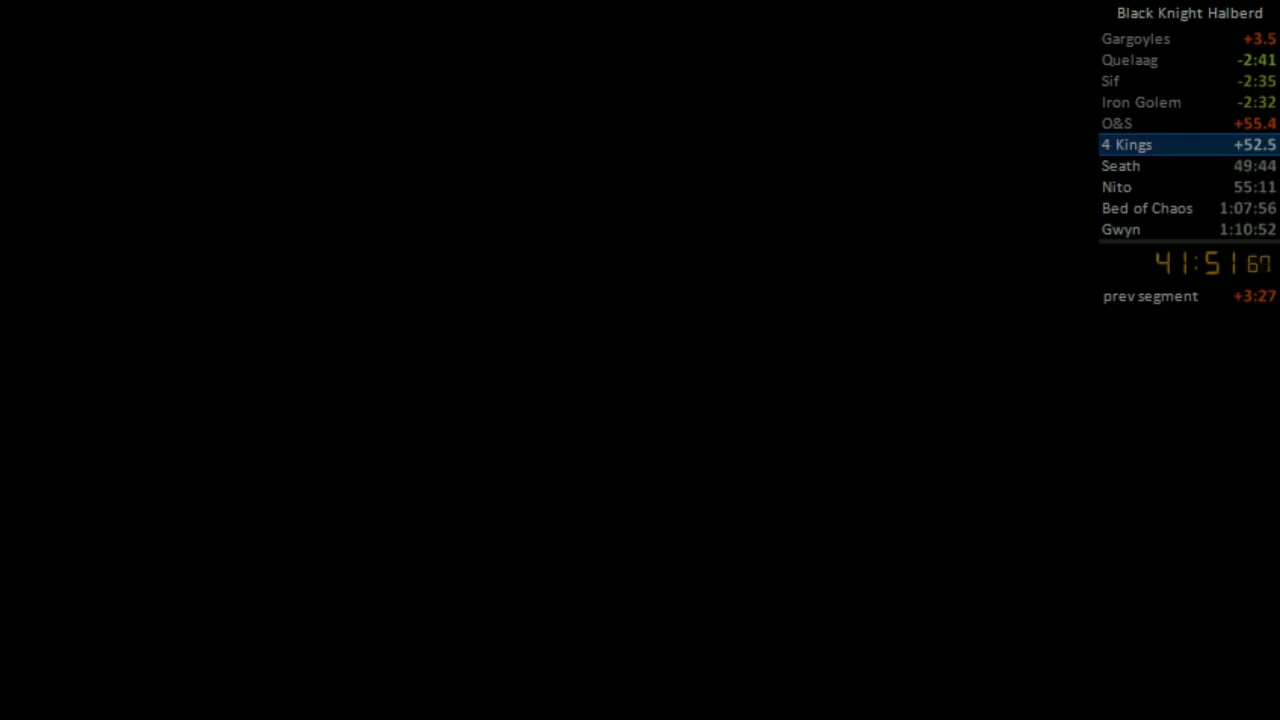 Black Knight Halberd
Gargoyles +3.5
Quelaag -2:41
Sif -2:35
Iron Golem -2:32
O&S +55.4
4 Kings +52.5
Seath 49:44
Nito 55:11
Bed of Chaos 1:07:56
Gwyn 1:10:52
41:51 67
prev segment +3:27